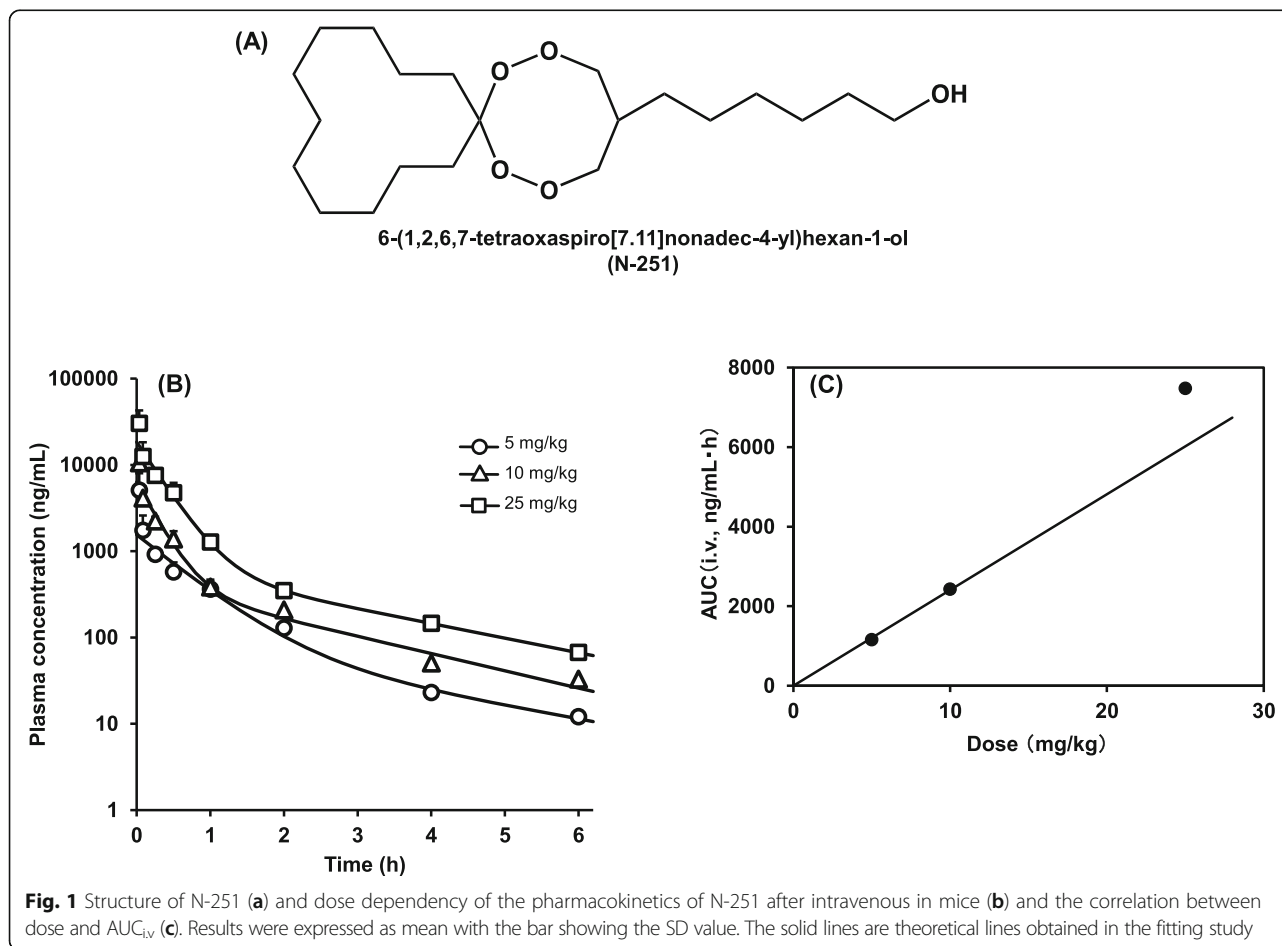 (A)
O
O
O
O
OH
6-(1,2,6,7-tetraoxaspiro[7.11]nonadec-4-yl)hexan-1-ol
(N-251)
(B)
Plasma concentration (ng/mL)
100000
10000
1000
100
10
1
0
1
2
3
4
5
6
Time (h)
5 mg/kg
10 mg/kg
25 mg/kg
(C)
AUC (i.v., ng/mL·h)
8000
6000
4000
2000
0
0
10
20
30
Dose (mg/kg)
Fig. 1 Structure of N-251 (a) and dose dependency of the pharmacokinetics of N-251 after intravenous in mice (b) and the correlation between
dose and AUCi.v (c). Results were expressed as mean with the bar showing the SD value. The solid lines are theoretical lines obtained in the fitting study